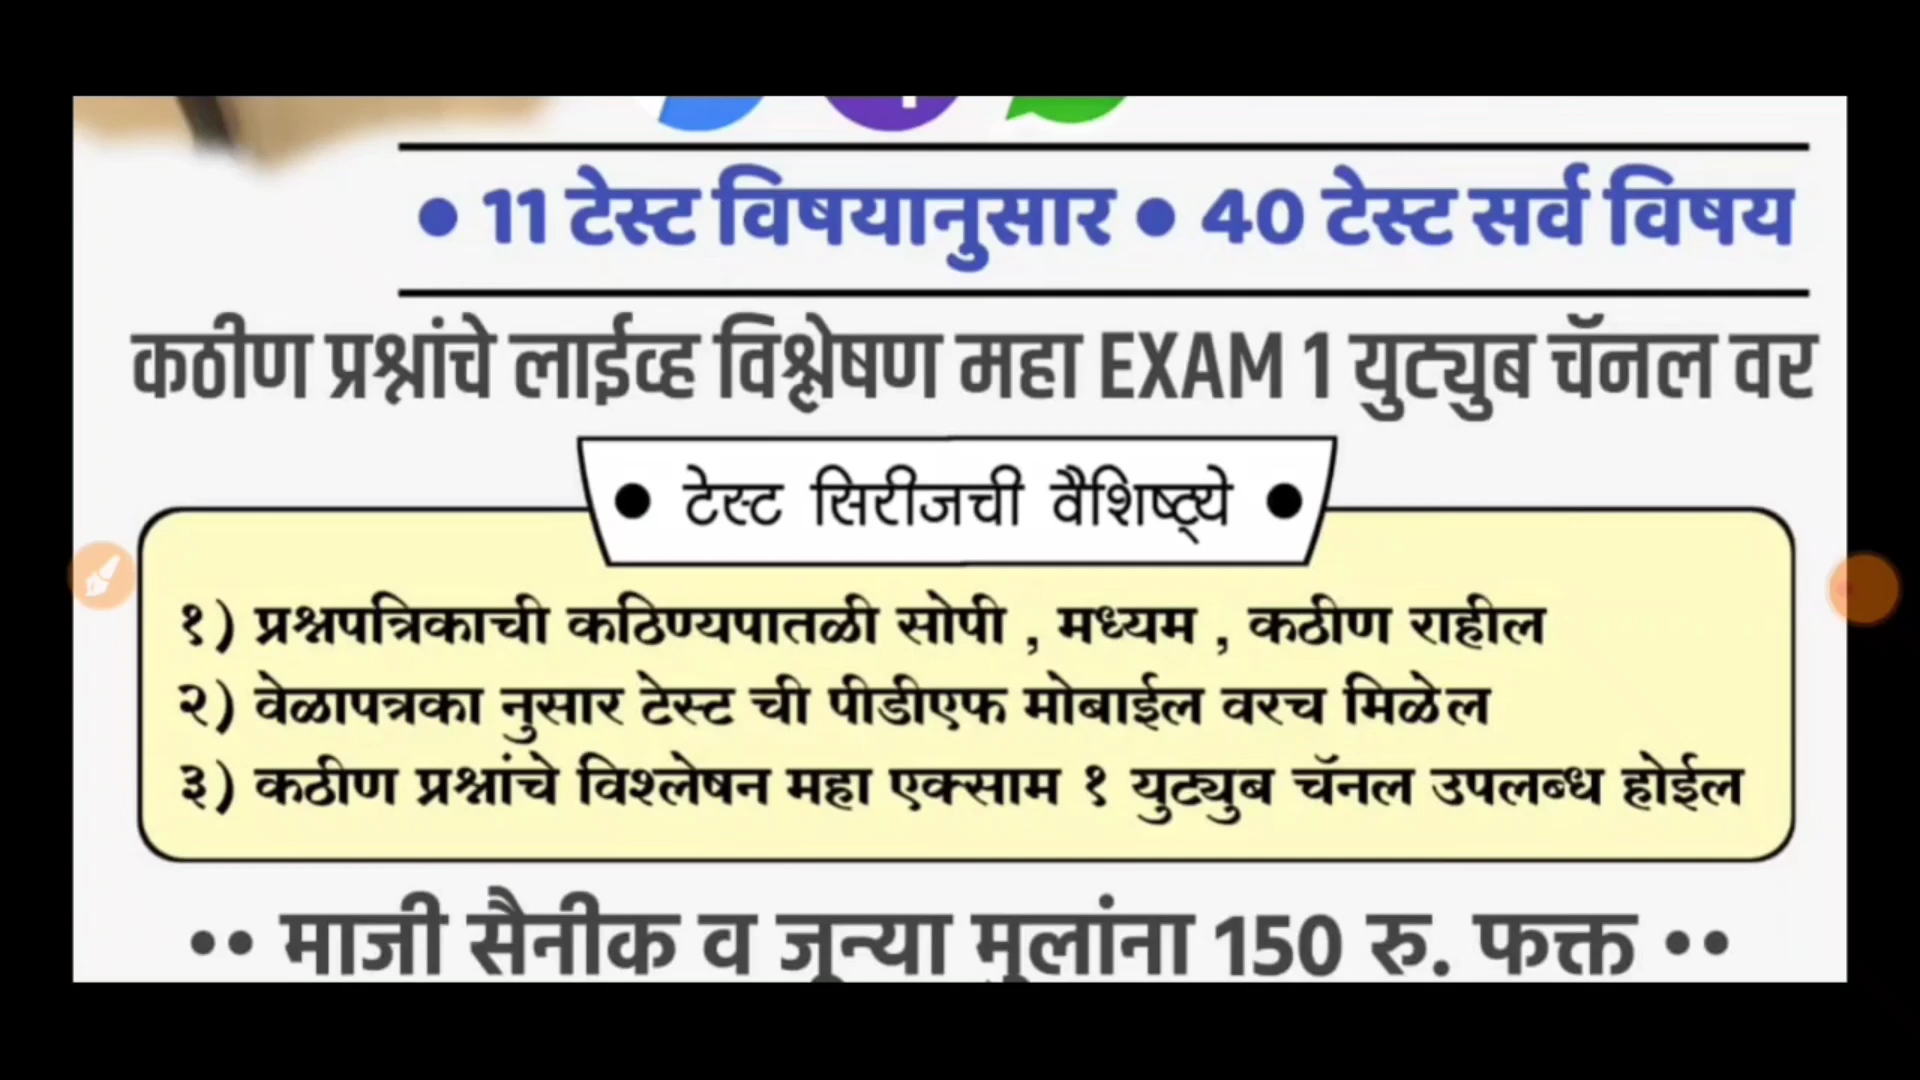 • 11 टेस्ट विषयानुसार • 40 टेस्ट सर्व विषय
कठीण प्रश्नांचे लाईव्ह विश्लेषण महा EXAM 1 युट्युब चॅनल वर
• टेस्ट सिरीजची वैशिष्ट्ये •
१) प्रश्नपत्रिकाची कठिण्यपातळी सोपी , मध्यम , कठीण राहील
२) वेळापत्रका नुसार टेस्ट ची पीडीएफ मोबाईल वरच मिळेल
३) कठीण प्रश्नांचे विश्लेषन महा एक्साम १ युट्युब चॅनल उपलब्ध होईल
•• माजी सैनीक व जून्या मुलांना 150 रु. फक्त ••